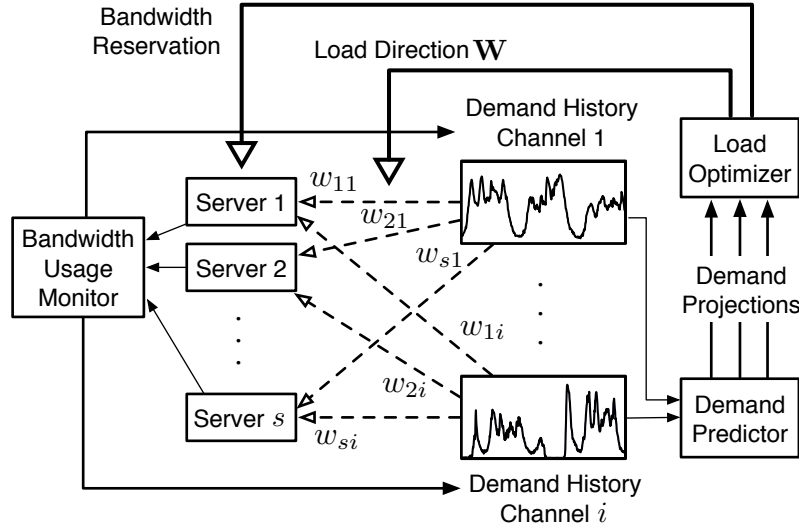 Bandwidth
Reservation
Load Direction W
Demand History
Channel 1
Load
Optimizer
w11
Server 1
w21
Bandwidth
Usage
Monitor
Server 2
ws1
Demand
Projections
w1i
w2i
Server s
wsi
Demand
Predictor
Demand History
Channel i